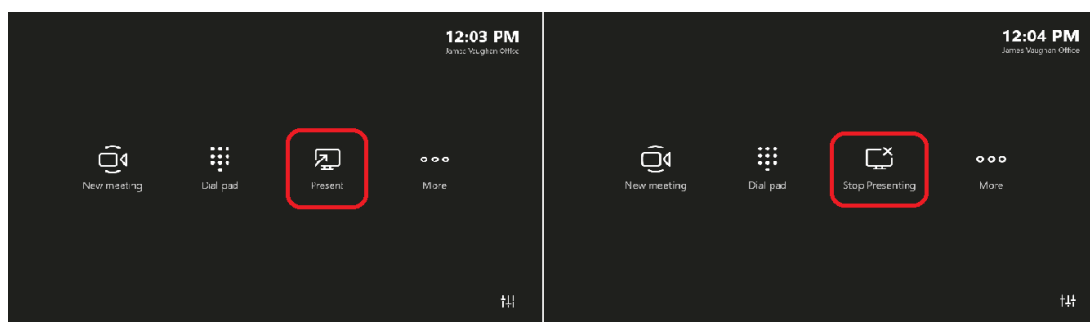 12:03 PM
James Vaughan Office
New meeting
Dial pad
Present
More
12:04 PM
James Vaughan Office
New meeting
Dial pad
Stop Presenting
More